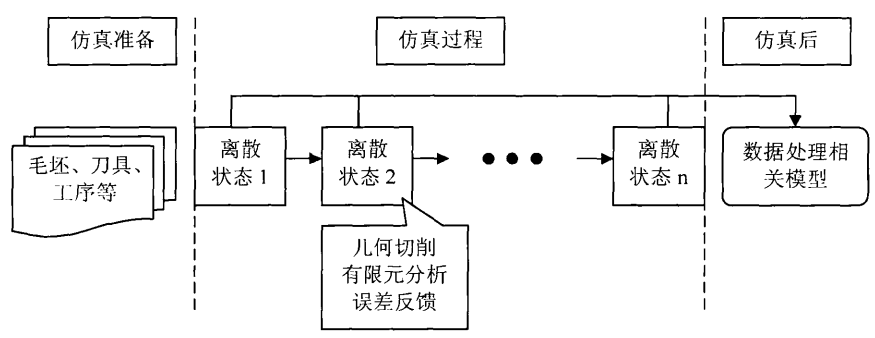 仿真准备
仿真过程
仿真后
毛坯、刀具、
工序等
离散
状态1
离散
状态2
离散
状态n
数据处理相
关模型
几何切削
有限元分析
误差反馈